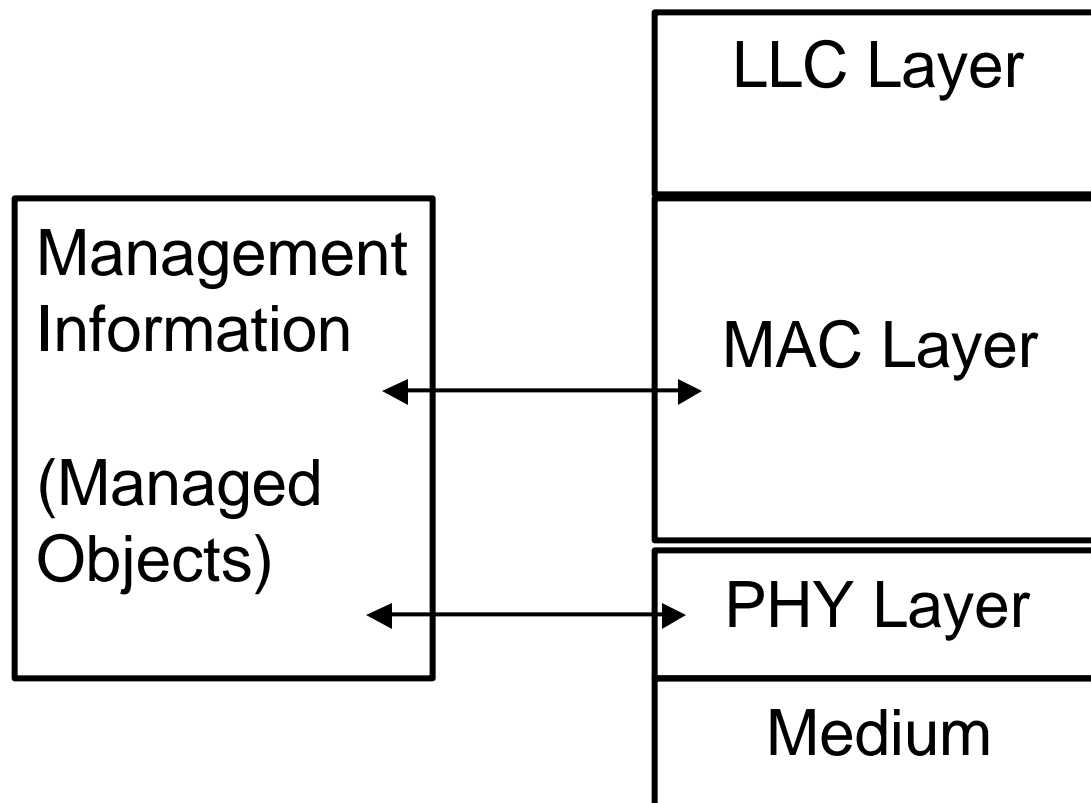 LLC Layer
Management
Information
(Managed
Objects)
MAC Layer
PHY Layer
Medium